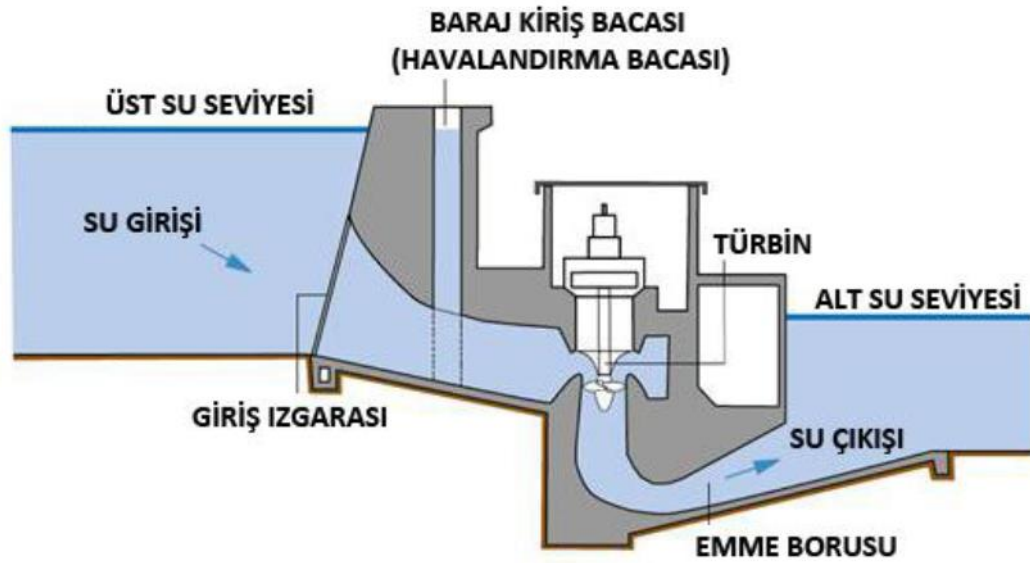 BARAJ KİRİŞ BACASI
(HAVALANDIRMA BACASI)
ÜST SU SEVİYESİ
SU GİRİŞİ
TÜRBİN
ALT SU SEVİYESİ
GİRİŞ IZGARASI
SU ÇIKIŞI
EMME BORUSU